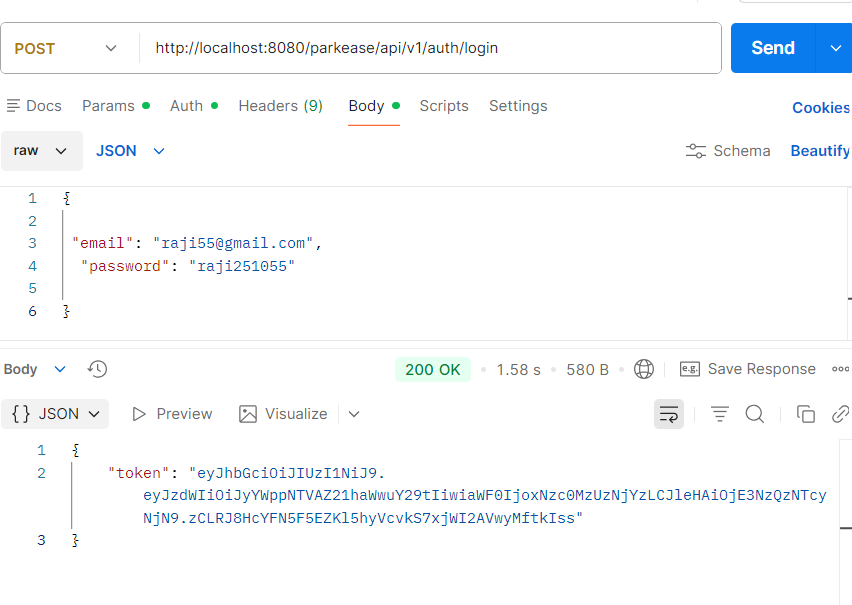 POST http://localhost:8080/parkease/api/v1/auth/login Send
Docs Params Auth Headers (9) Body Scripts Settings Cookies
raw JSON Schema Beautify
1 {
2
3 "email": "raji55@gmail.com",
4 "password": "raji251055"
5
6 }
Body 200 OK 1.58 s 580 B e.g. Save Response
{} JSON Preview Visualize
1 {
2 "token": "eyJhbGciOiJIUzI1NiJ9.
eyJzdWIiOiJyYWppNTVAZ21haWwuY29tIiwiaWF0IjoxNzc0MzUzNjYzLCJleHAiOjE3NzQzNTcy
NjN9.zCLRJ8HcYFN5F5EZKl5hyVcvkS7xjWI2AVwyMftkIss"
3 }